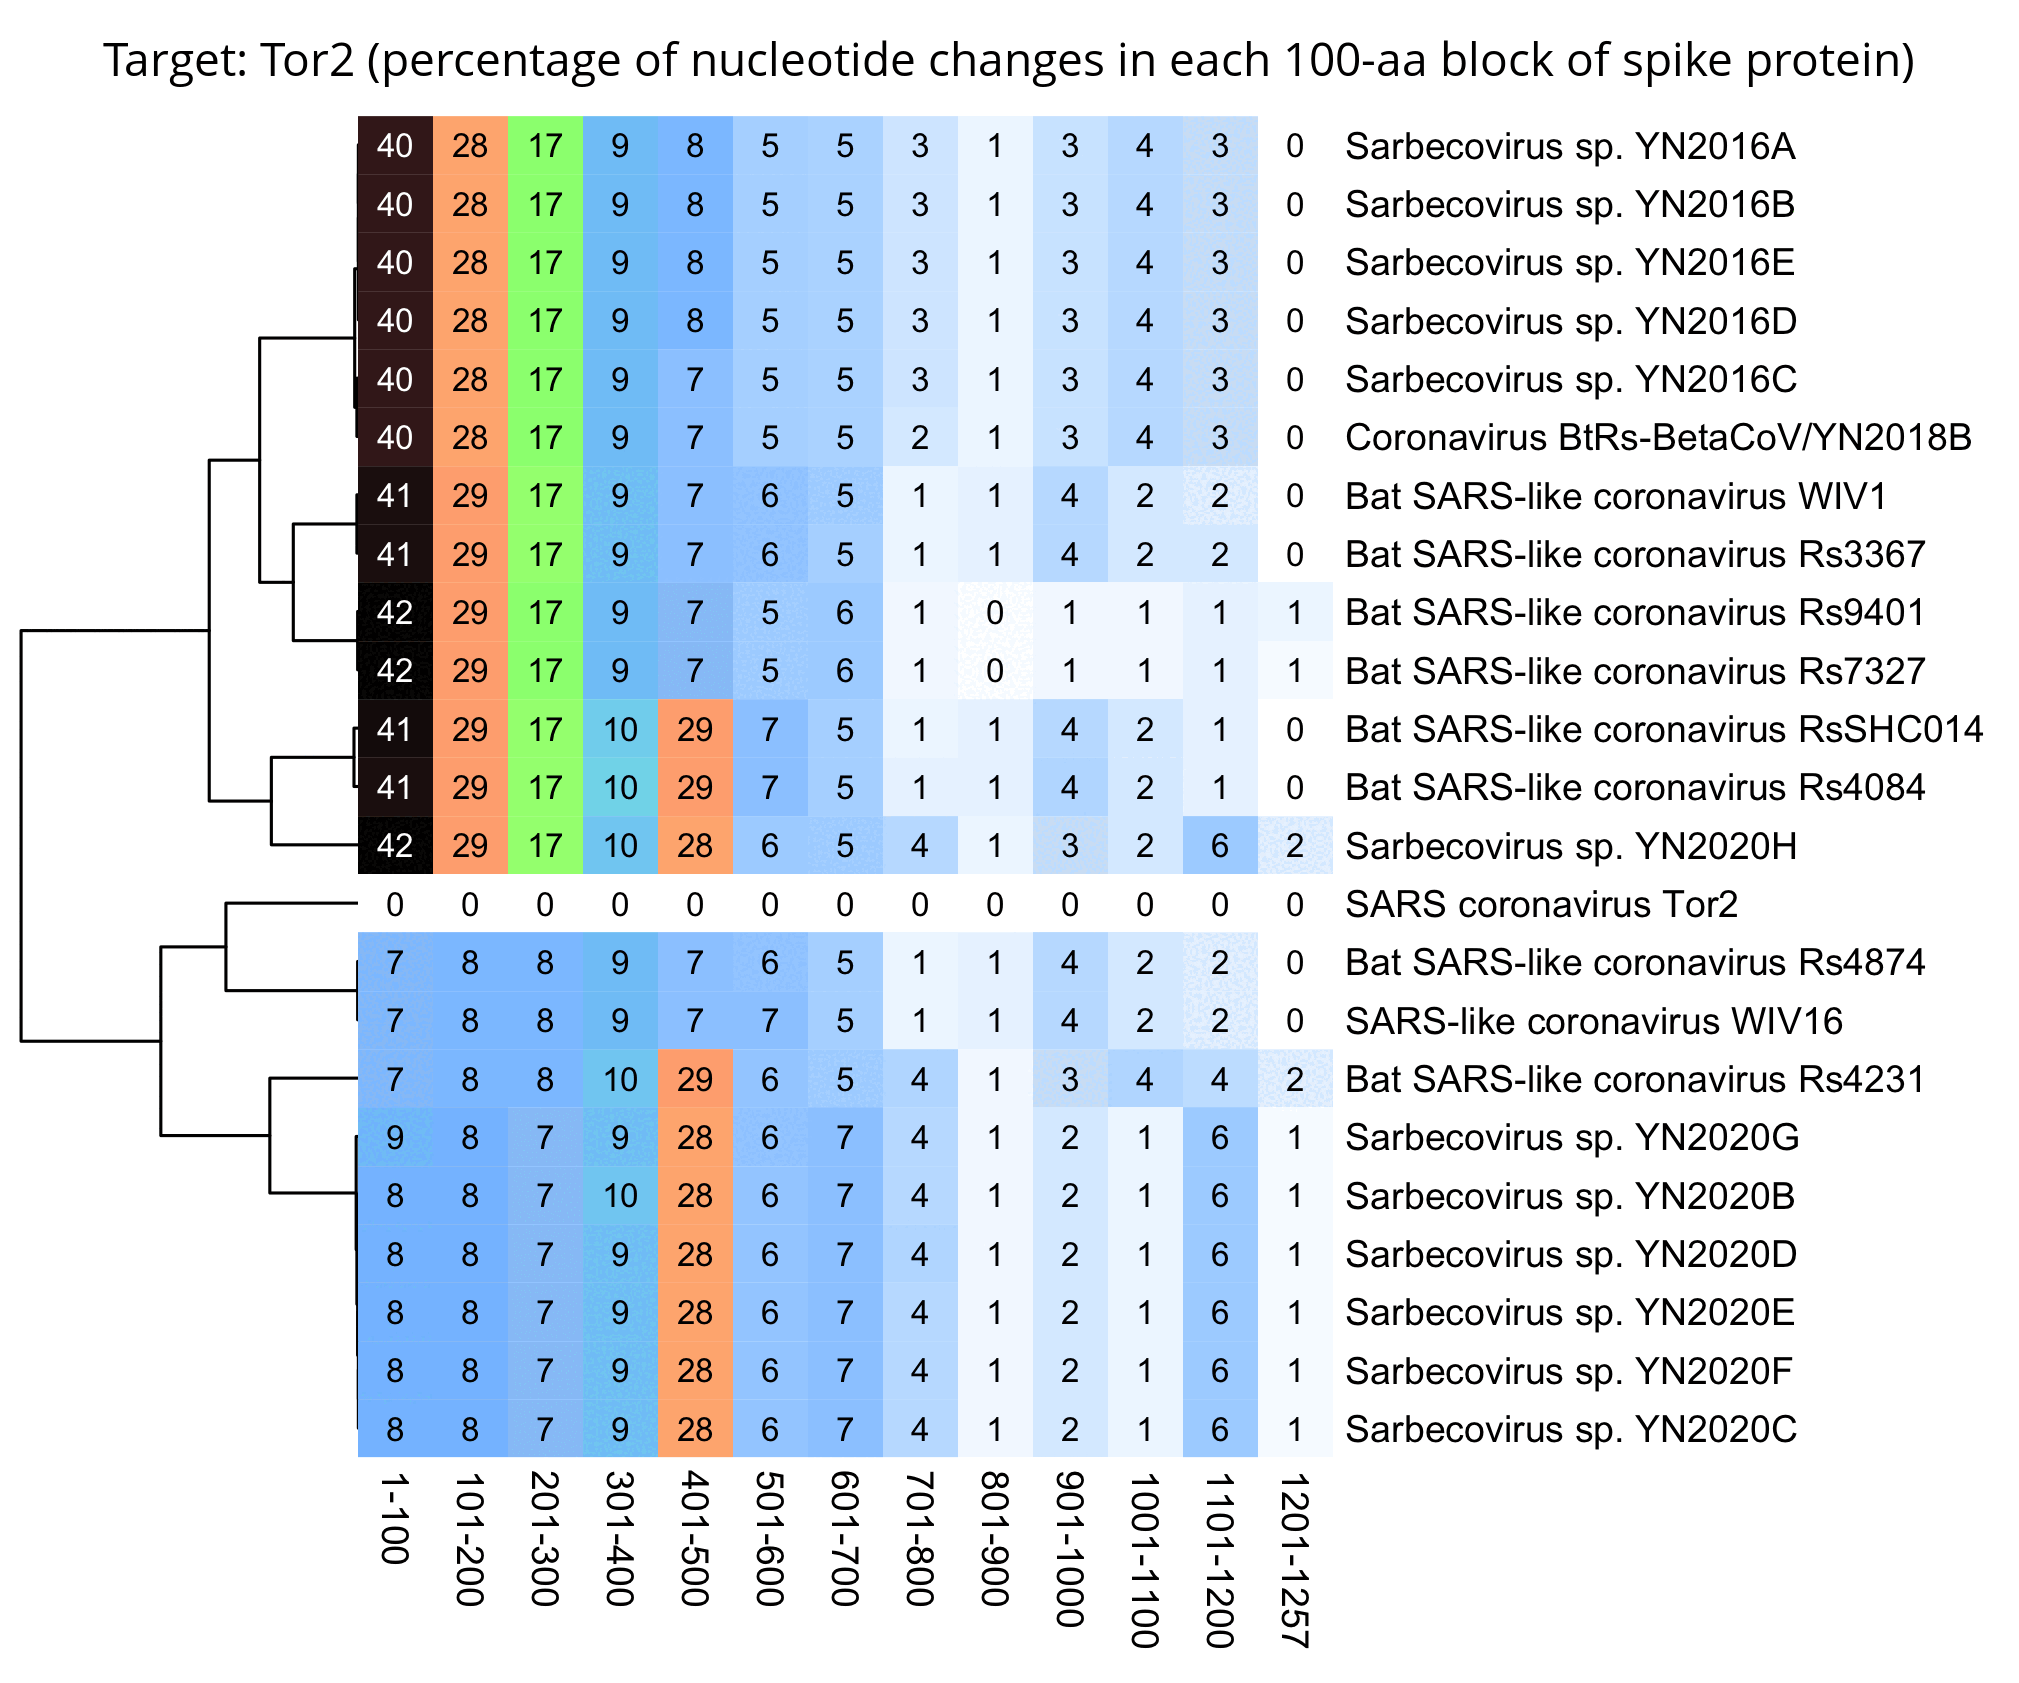 Target: Tor2 (percentage of nucleotide changes in each 100-aa block of spike protein)
40 28 17 9 8 5 5 3 1 3 4 3 0 Sarbecovirus sp. YN2016A
40 28 17 9 8 5 5 3 1 3 4 3 0 Sarbecovirus sp. YN2016B
40 28 17 9 8 5 5 3 1 3 4 3 0 Sarbecovirus sp. YN2016E
40 28 17 9 8 5 5 3 1 3 4 3 0 Sarbecovirus sp. YN2016D
40 28 17 9 7 5 5 3 1 3 4 3 0 Sarbecovirus sp. YN2016C
40 28 17 9 7 5 5 2 1 3 4 3 0 Coronavirus BtRs-BetaCoV/YN2018B
41 29 17 9 7 6 5 1 1 4 2 2 0 Bat SARS-like coronavirus WIV1
41 29 17 9 7 6 5 1 1 4 2 2 0 Bat SARS-like coronavirus Rs3367
42 29 17 9 7 5 6 1 0 1 1 1 1 Bat SARS-like coronavirus Rs9401
42 29 17 9 7 5 6 1 0 1 1 1 1 Bat SARS-like coronavirus Rs7327
41 29 17 10 29 7 5 1 1 4 2 1 0 Bat SARS-like coronavirus RsSHC014
41 29 17 10 29 7 5 1 1 4 2 1 0 Bat SARS-like coronavirus Rs4084
42 29 17 10 28 6 5 4 1 3 2 6 2 Sarbecovirus sp. YN2020H
0 0 0 0 0 0 0 0 0 0 0 0 0 SARS coronavirus Tor2
7 8 8 9 7 6 5 1 1 4 2 2 0 Bat SARS-like coronavirus Rs4874
7 8 8 9 7 7 5 1 1 4 2 2 0 SARS-like coronavirus WIV16
7 8 8 10 29 6 5 4 1 3 4 4 2 Bat SARS-like coronavirus Rs4231
9 8 7 9 28 6 7 4 1 2 1 6 1 Sarbecovirus sp. YN2020G
8 8 7 10 28 6 7 4 1 2 1 6 1 Sarbecovirus sp. YN2020B
8 8 7 9 28 6 7 4 1 2 1 6 1 Sarbecovirus sp. YN2020D
8 8 7 9 28 6 7 4 1 2 1 6 1 Sarbecovirus sp. YN2020E
8 8 7 9 28 6 7 4 1 2 1 6 1 Sarbecovirus sp. YN2020F
8 8 7 9 28 6 7 4 1 2 1 6 1 Sarbecovirus sp. YN2020C
1-100 101-200 201-300 301-400 401-500 501-600 601-700 701-800 801-900 901-1000 1001-1100 1101-1200 1201-1257